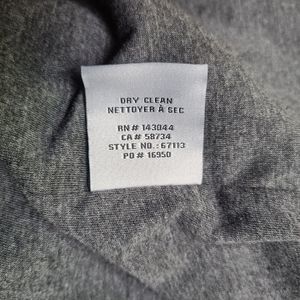 DRY CLEAN
NETTOYER À SEC
RN# 143044
CA# 58734
STYLE NO.: 67113
PO# 16950